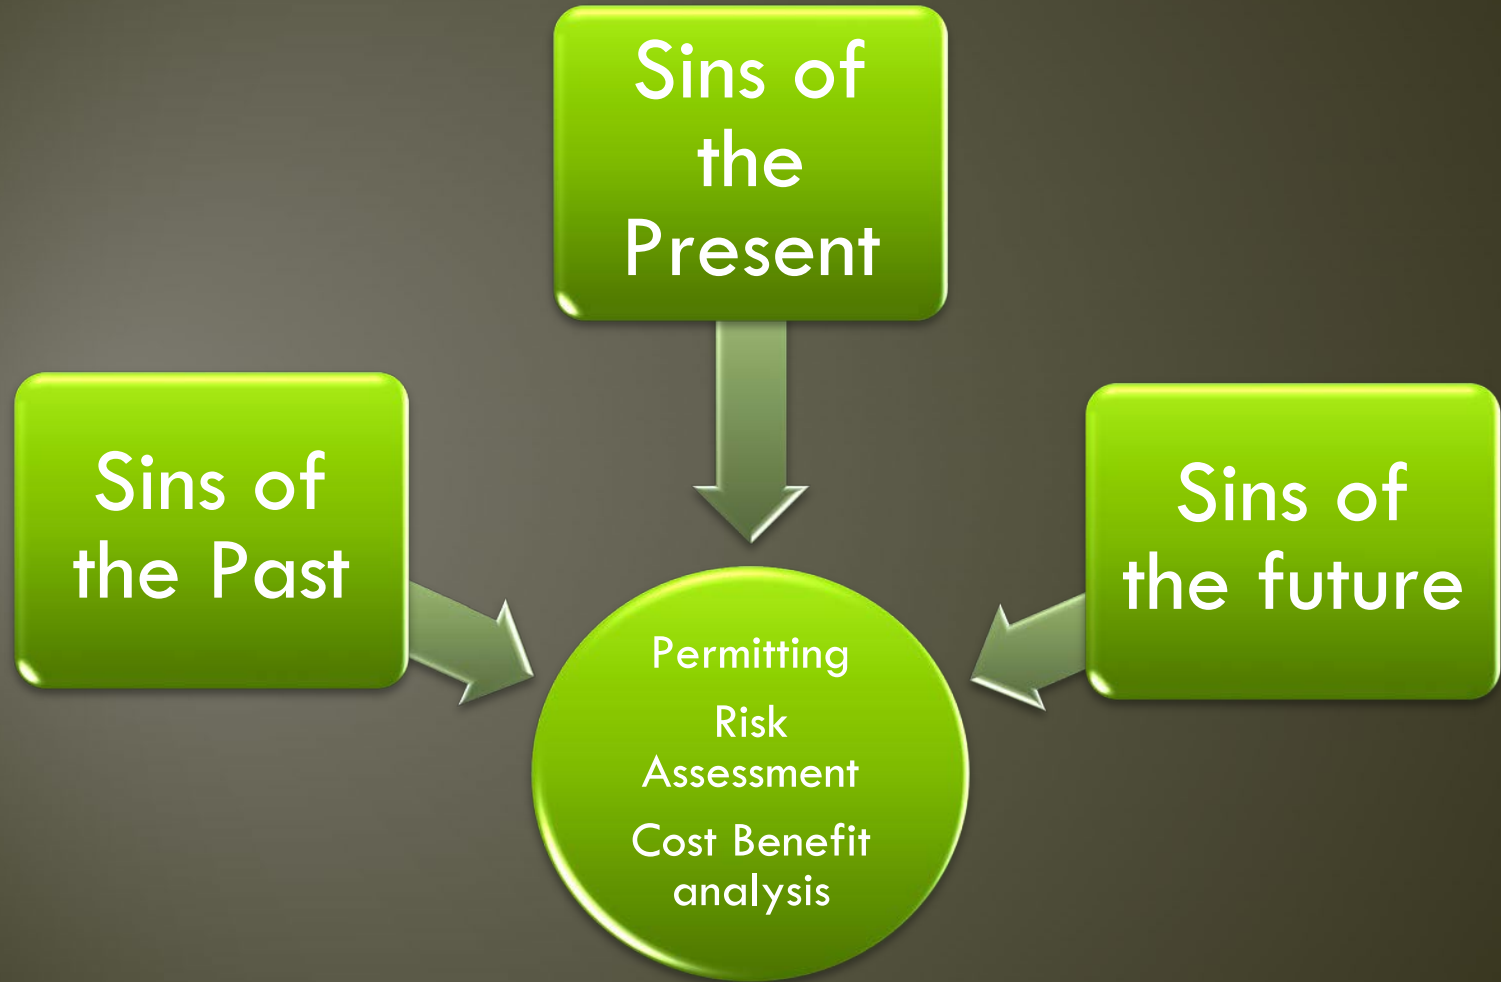 Sins of
the
Present
Sins of
the Past
Sins of
the future
Permitting
Risk
Assessment
Cost Benefit
analysis